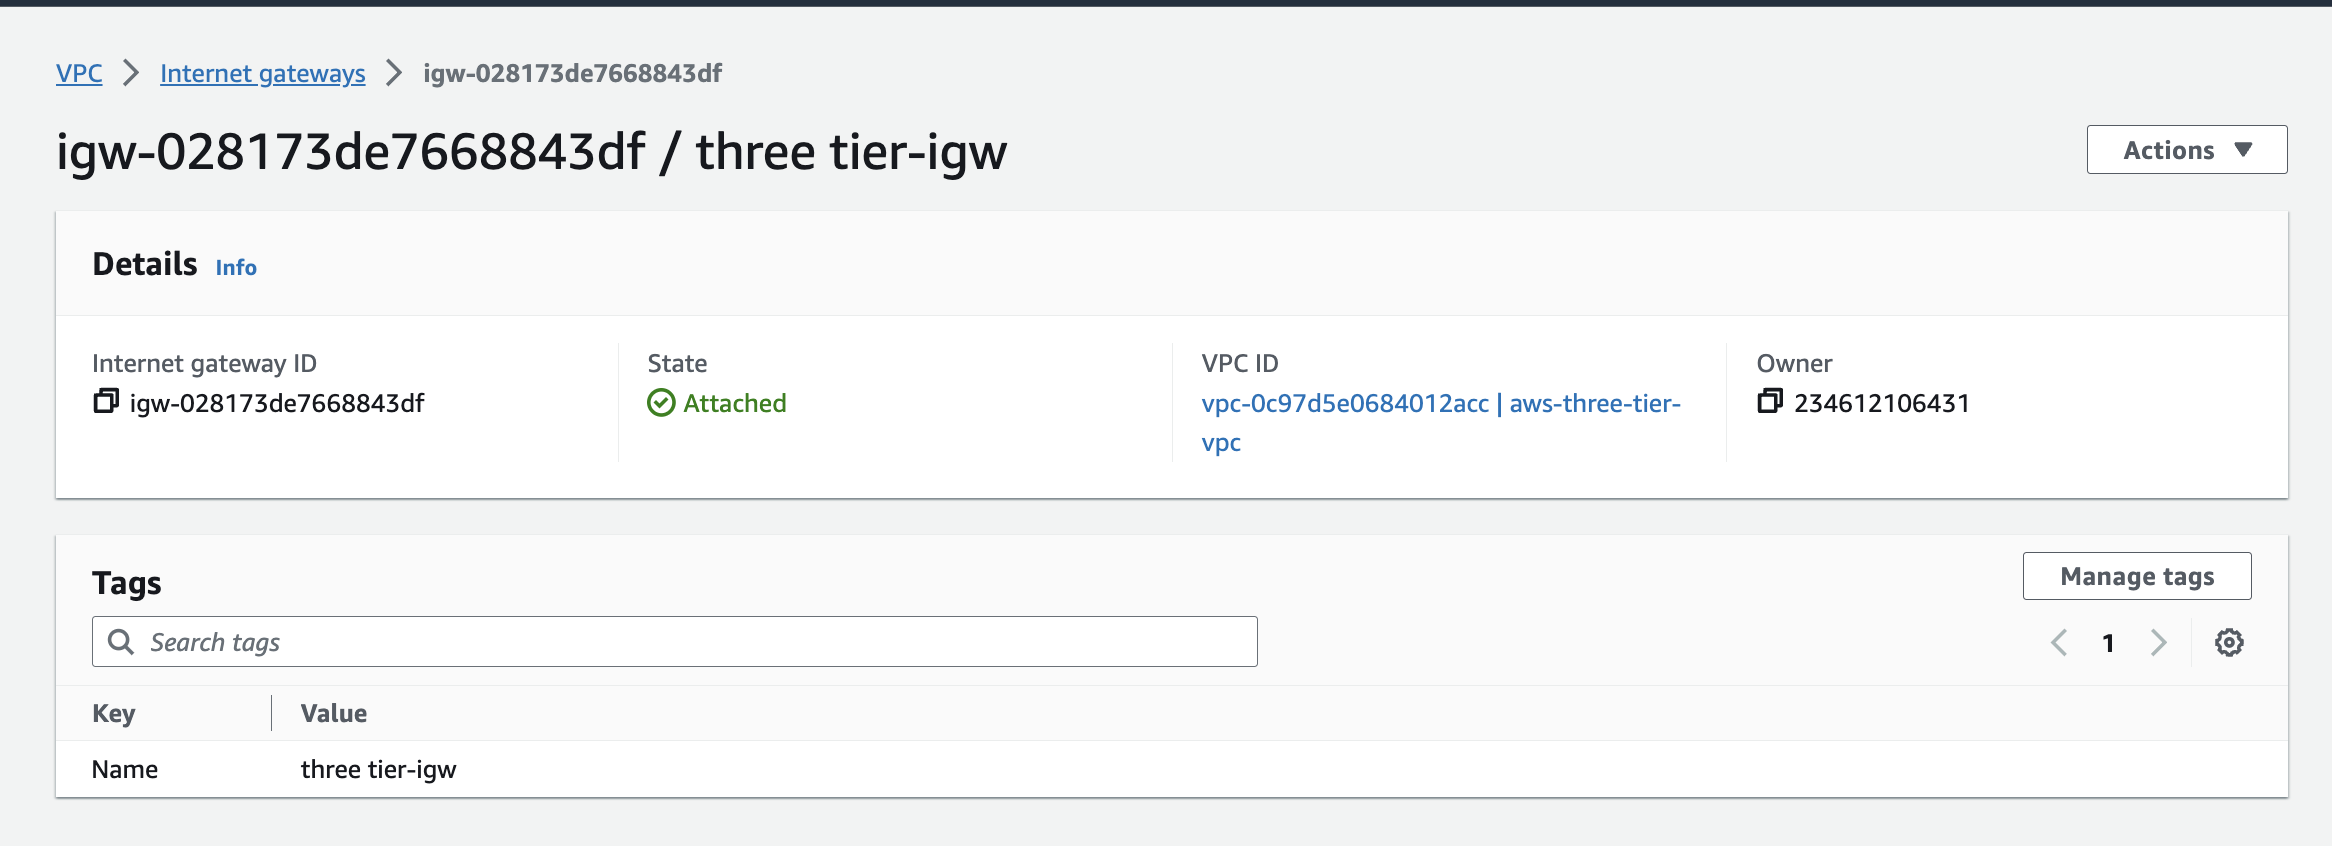 VPC > Internet gateways > igw-028173de7668843df
igw-028173de7668843df / three tier-igw
Actions ▼
Details Info
Internet gateway ID
igw-028173de7668843df
State
Attached
VPC ID
vpc-0c97d5e0684012acc | aws-three-tier-
vpc
Owner
234612106431
Tags
Manage tags
Search tags
1
Key Value
Name three tier-igw